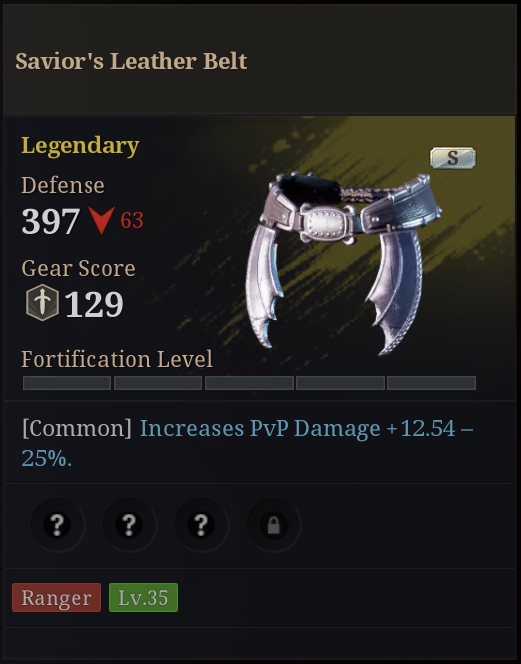 Savior's Leather Belt
Legendary
S
Defense
397 63
Gear Score
129
Fortification Level
[Common] Increases PvP Damage +12.54 –
25%.
? ? ?
Ranger Lv.35